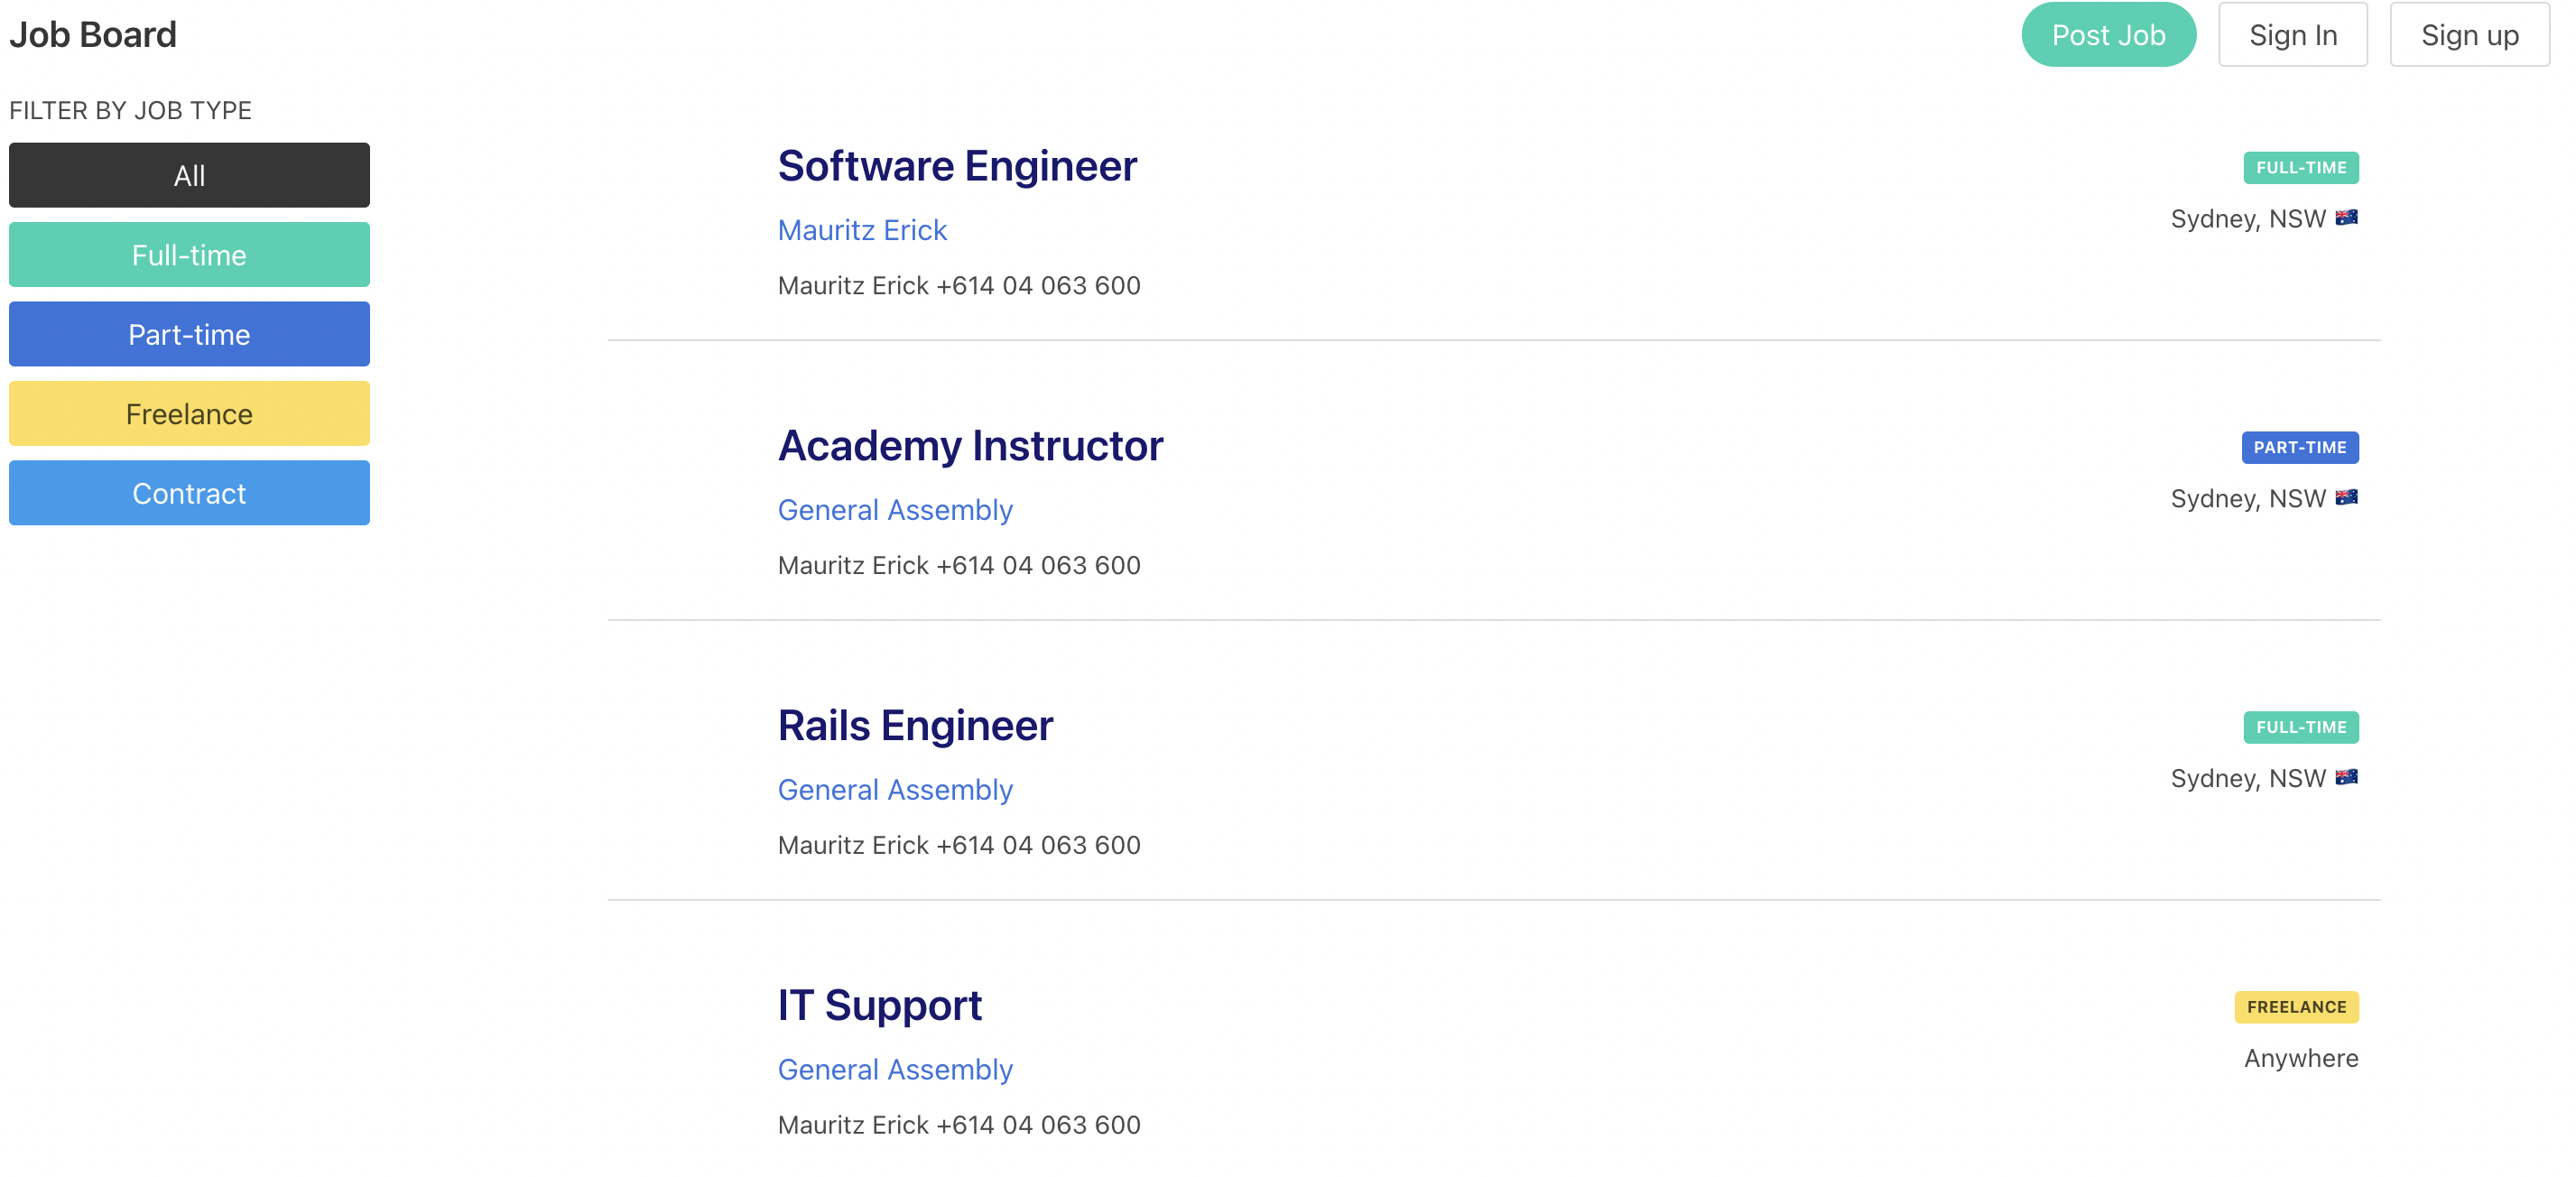 Job Board
Post Job
Sign In
Sign up
FILTER BY JOB TYPE
All
Full-time
Part-time
Freelance
Contract
Software Engineer
FULL-TIME
Mauritz Erick
Sydney, NSW 🇦🇺
Mauritz Erick +614 04 063 600
Academy Instructor
PART-TIME
General Assembly
Sydney, NSW 🇦🇺
Mauritz Erick +614 04 063 600
Rails Engineer
FULL-TIME
General Assembly
Sydney, NSW 🇦🇺
Mauritz Erick +614 04 063 600
IT Support
FREELANCE
General Assembly
Anywhere
Mauritz Erick +614 04 063 600